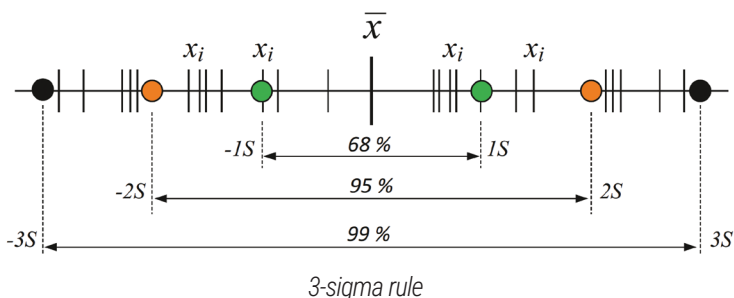 x̅
xᵢ xᵢ xᵢ xᵢ
-1S 68 % 1S
-2S 95 % 2S
-3S 99 % 3S
3-sigma rule